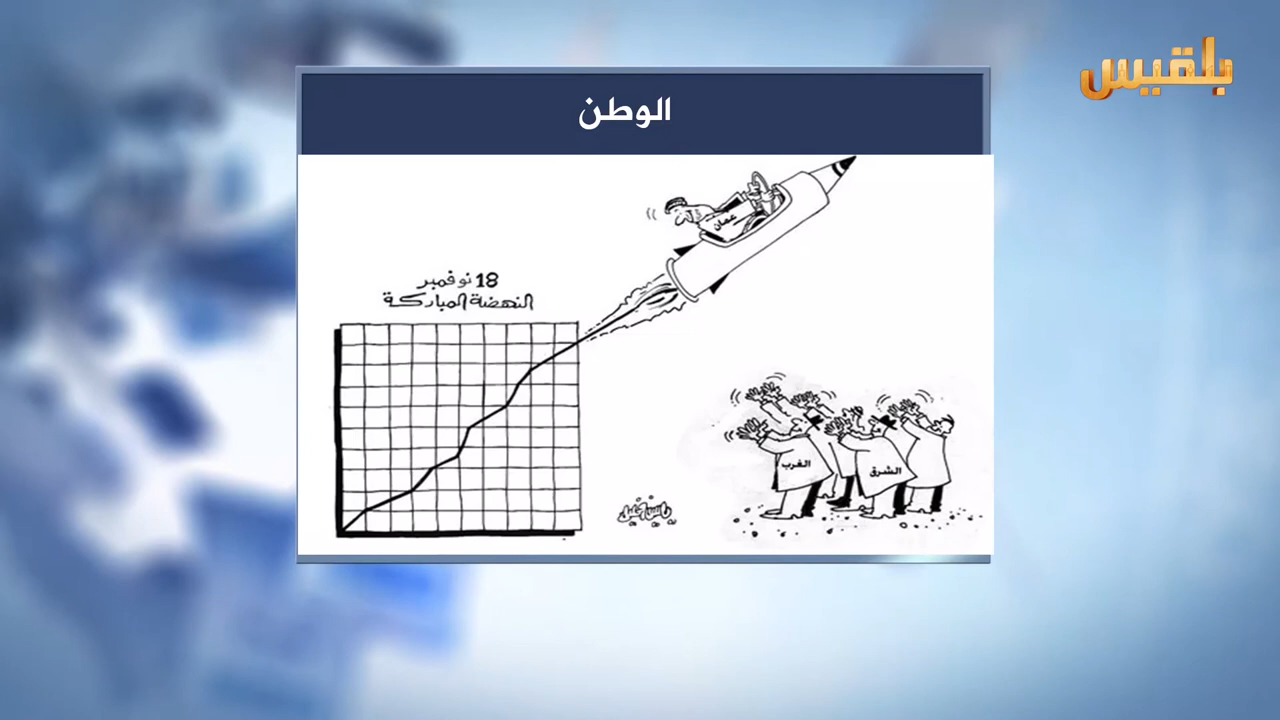 بلقيس
الوطن
عمان
18 نوفمبر
النهضة المباركة
الغرب
الشرق